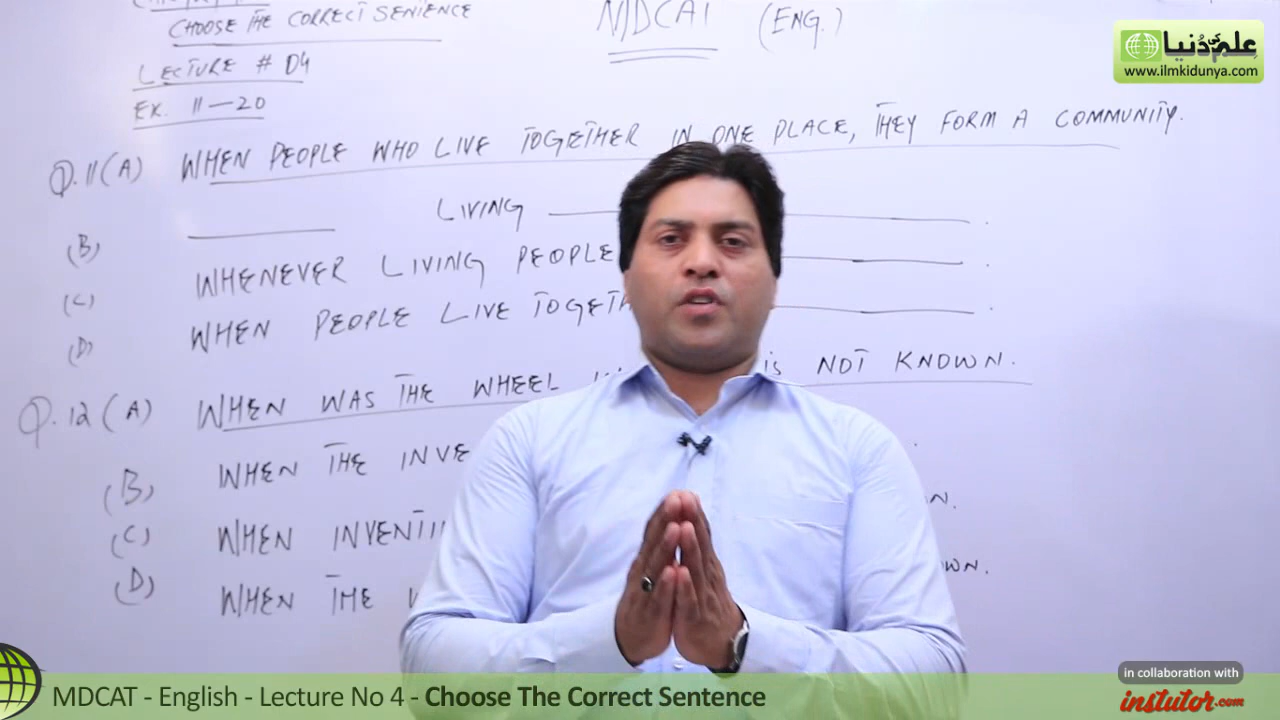 CHOOSE THE CORRECT SENTENCE
MDCAT (ENG.)
LECTURE # 04
EX. 11-20
علم کی دنیا
www.ilmkidunya.com
Q.11(A) WHEN PEOPLE WHO LIVE TOGETHER IN ONE PLACE, THEY FORM A COMMUNITY.
(B) LIVING
(C) WHENEVER LIVING PEOPLE
(D) WHEN PEOPLE LIVE
Q.12(A) WHEN WAS THE WHEEL is NOT KNOWN.
(B) WHEN THE
(C) WHEN
(D) WHEN THE
in collaboration with
instutor.com
MDCAT - English - Lecture No 4 - Choose The Correct Sentence